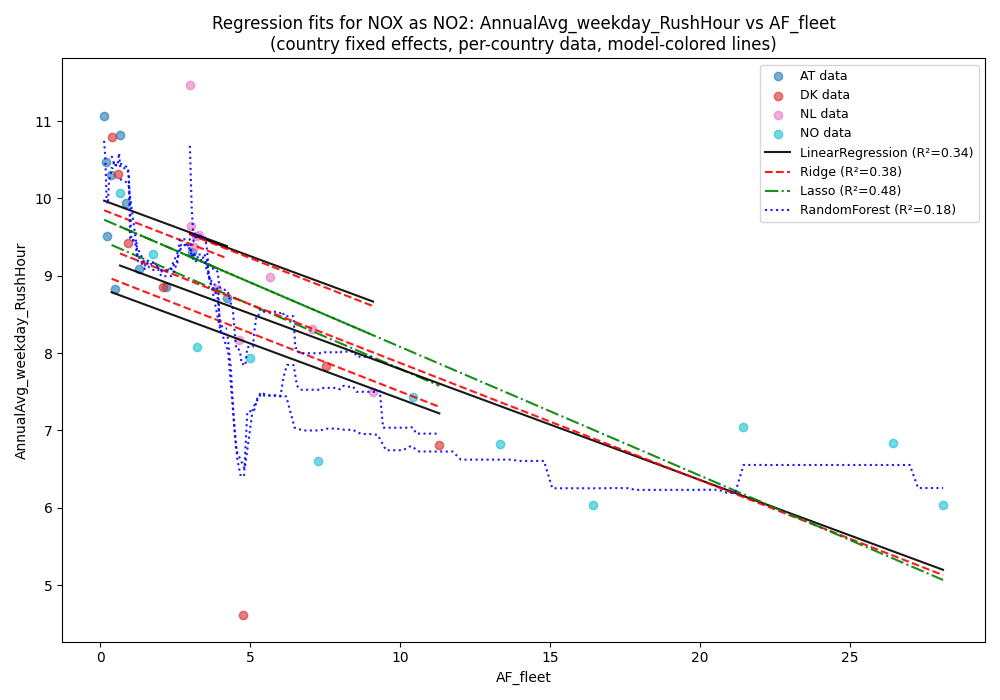 Regression fits for NOX as NO2: AnnualAvg_weekday_RushHour vs AF_fleet
(country fixed effects, per-country data, model-colored lines)
AT data
DK data
NL data
NO data
LinearRegression (R²=0.34)
Ridge (R²=0.38)
Lasso (R²=0.48)
RandomForest (R²=0.18)
AnnualAvg_weekday_RushHour
11
10
9
8
7
6
5
0
5
10
15
20
25
AF_fleet